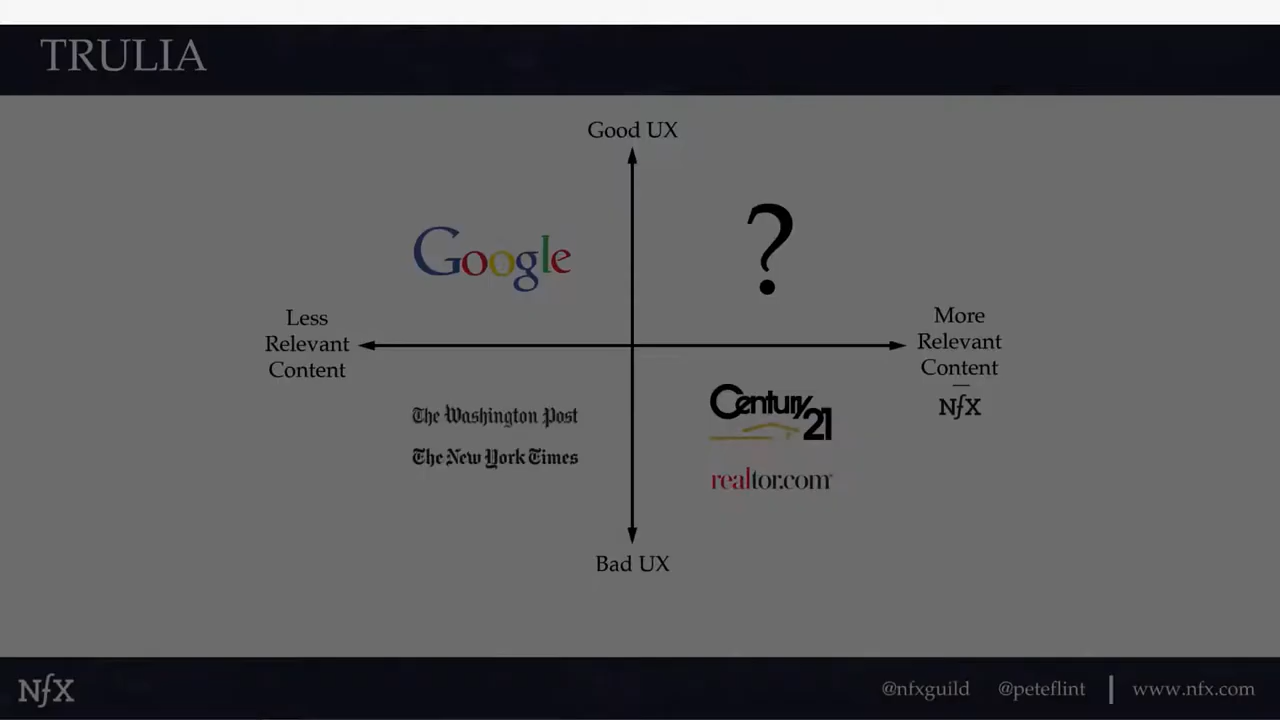 TRULIA
Good UX
Google
?
Less
Relevant
Content
More
Relevant
Content
NfX
The Washington Post
The New York Times
Century 21
realtor.com
Bad UX
NfX
@nfxguild @peteflint | www.nfx.com